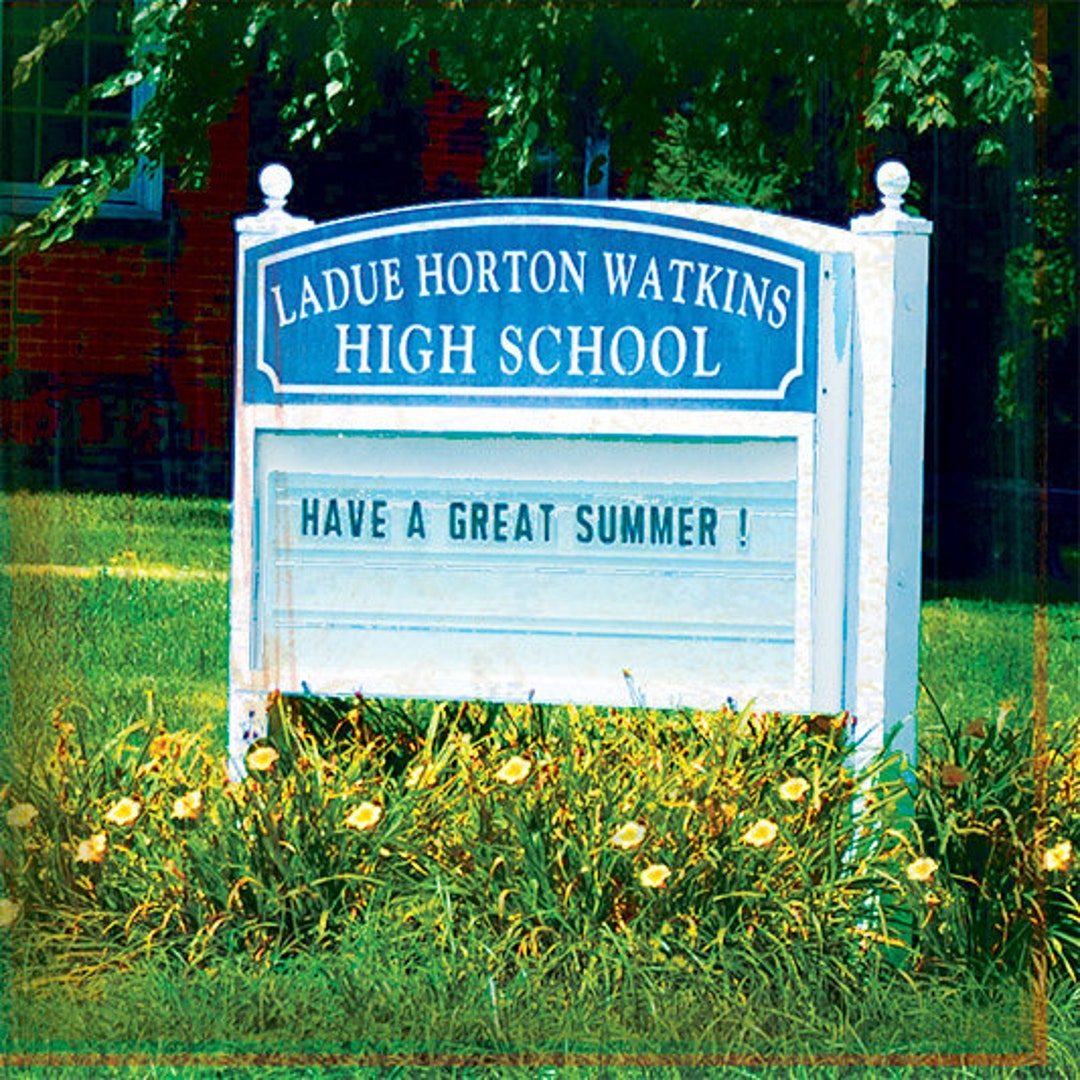 LADUE HORTON WATKINS
HIGH SCHOOL
HAVE A GREAT SUMMER !